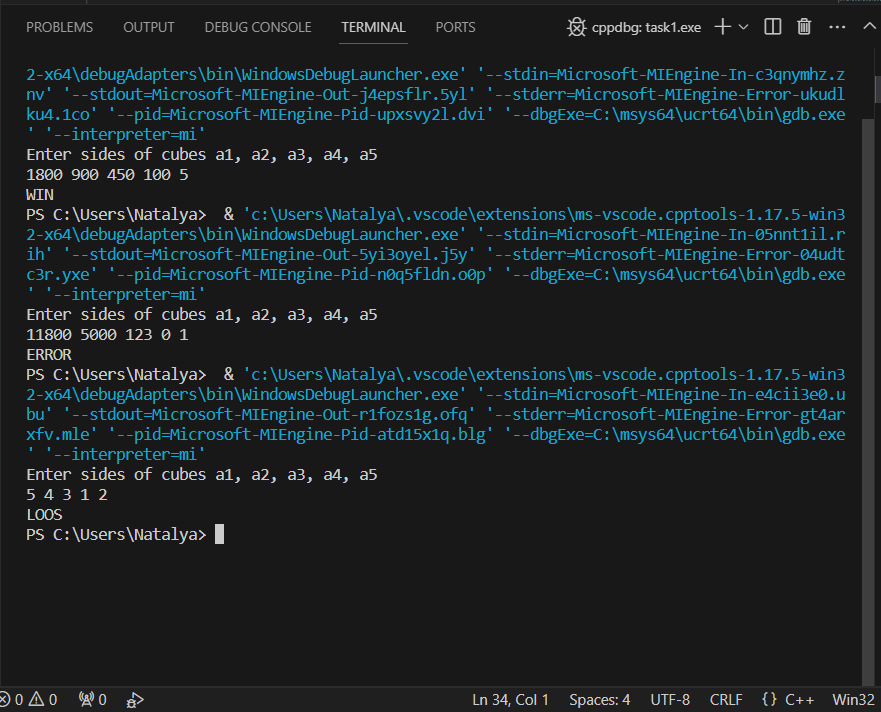 PROBLEMS OUTPUT DEBUG CONSOLE TERMINAL PORTS cppdbg: task1.exe
2-x64\debugAdapters\bin\WindowsDebugLauncher.exe' '--stdin=Microsoft-MIEngine-In-c3qnymhz.z
nv' '--stdout=Microsoft-MIEngine-Out-j4epsflr.5yl' '--stderr=Microsoft-MIEngine-Error-ukudl
ku4.1co' '--pid=Microsoft-MIEngine-Pid-upxsvy2l.dvi' '--dbgExe=C:\msys64\ucrt64\bin\gdb.exe
' '--interpreter=mi'
Enter sides of cubes a1, a2, a3, a4, a5
1800 900 450 100 5
WIN
PS C:\Users\Natalya>  & 'c:\Users\Natalya\.vscode\extensions\ms-vscode.cpptools-1.17.5-win3
2-x64\debugAdapters\bin\WindowsDebugLauncher.exe' '--stdin=Microsoft-MIEngine-In-05nnt1il.r
ih' '--stdout=Microsoft-MIEngine-Out-5yi3oyel.j5y' '--stderr=Microsoft-MIEngine-Error-04udt
c3r.yxe' '--pid=Microsoft-MIEngine-Pid-n0q5fldn.o0p' '--dbgExe=C:\msys64\ucrt64\bin\gdb.exe
' '--interpreter=mi'
Enter sides of cubes a1, a2, a3, a4, a5
11800 5000 123 0 1
ERROR
PS C:\Users\Natalya>  & 'c:\Users\Natalya\.vscode\extensions\ms-vscode.cpptools-1.17.5-win3
2-x64\debugAdapters\bin\WindowsDebugLauncher.exe' '--stdin=Microsoft-MIEngine-In-e4cii3e0.u
bu' '--stdout=Microsoft-MIEngine-Out-r1fozs1g.ofq' '--stderr=Microsoft-MIEngine-Error-gt4ar
xfv.mle' '--pid=Microsoft-MIEngine-Pid-atd15x1q.blg' '--dbgExe=C:\msys64\ucrt64\bin\gdb.exe
' '--interpreter=mi'
Enter sides of cubes a1, a2, a3, a4, a5
5 4 3 1 2
LOOS
PS C:\Users\Natalya>
0 0 0 Ln 34, Col 1 Spaces: 4 UTF-8 CRLF {} C++ Win32